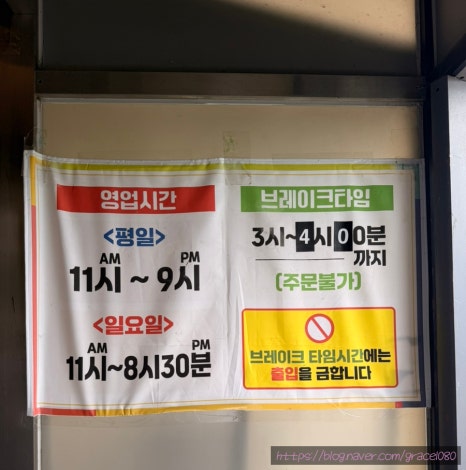 영업시간
<평일>
AM PM
11시 ~ 9시
<일요일>
AM PM
11시~8시30분
브레이크타임
3시~4시00분
까지
(주문불가)
브레이크 타임시간에는
출입을 금합니다
https://blog.naver.com/grace1080